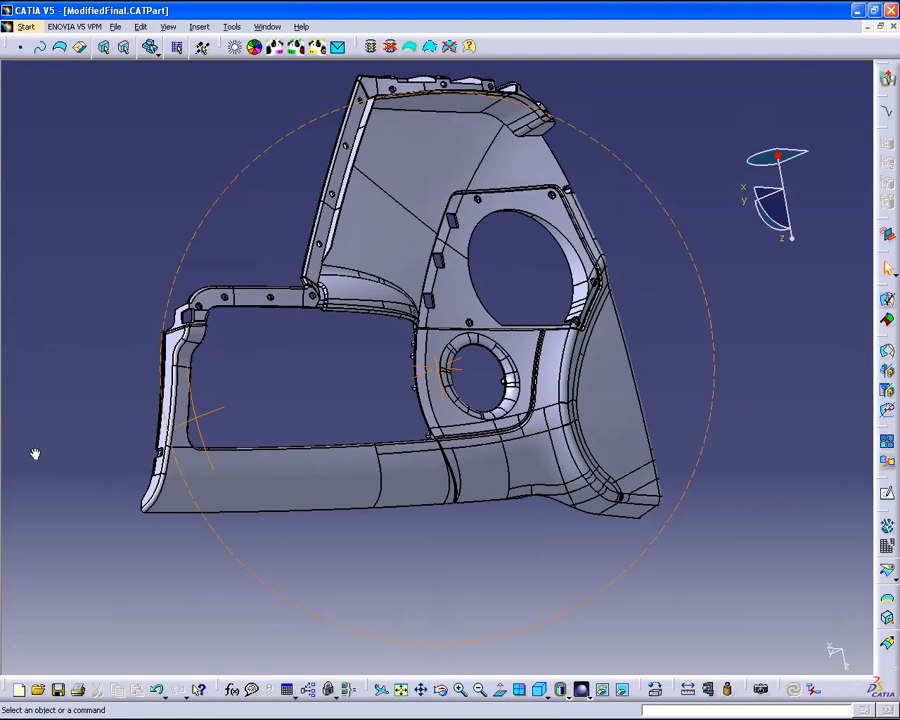 CATIA V5 - [ModifiedFinal.CATPart]
Start ENOVIA V5 VPM File Edit View Insert Tools Window Help
x
y
z
f(x)
CATIA
Select an object or a command